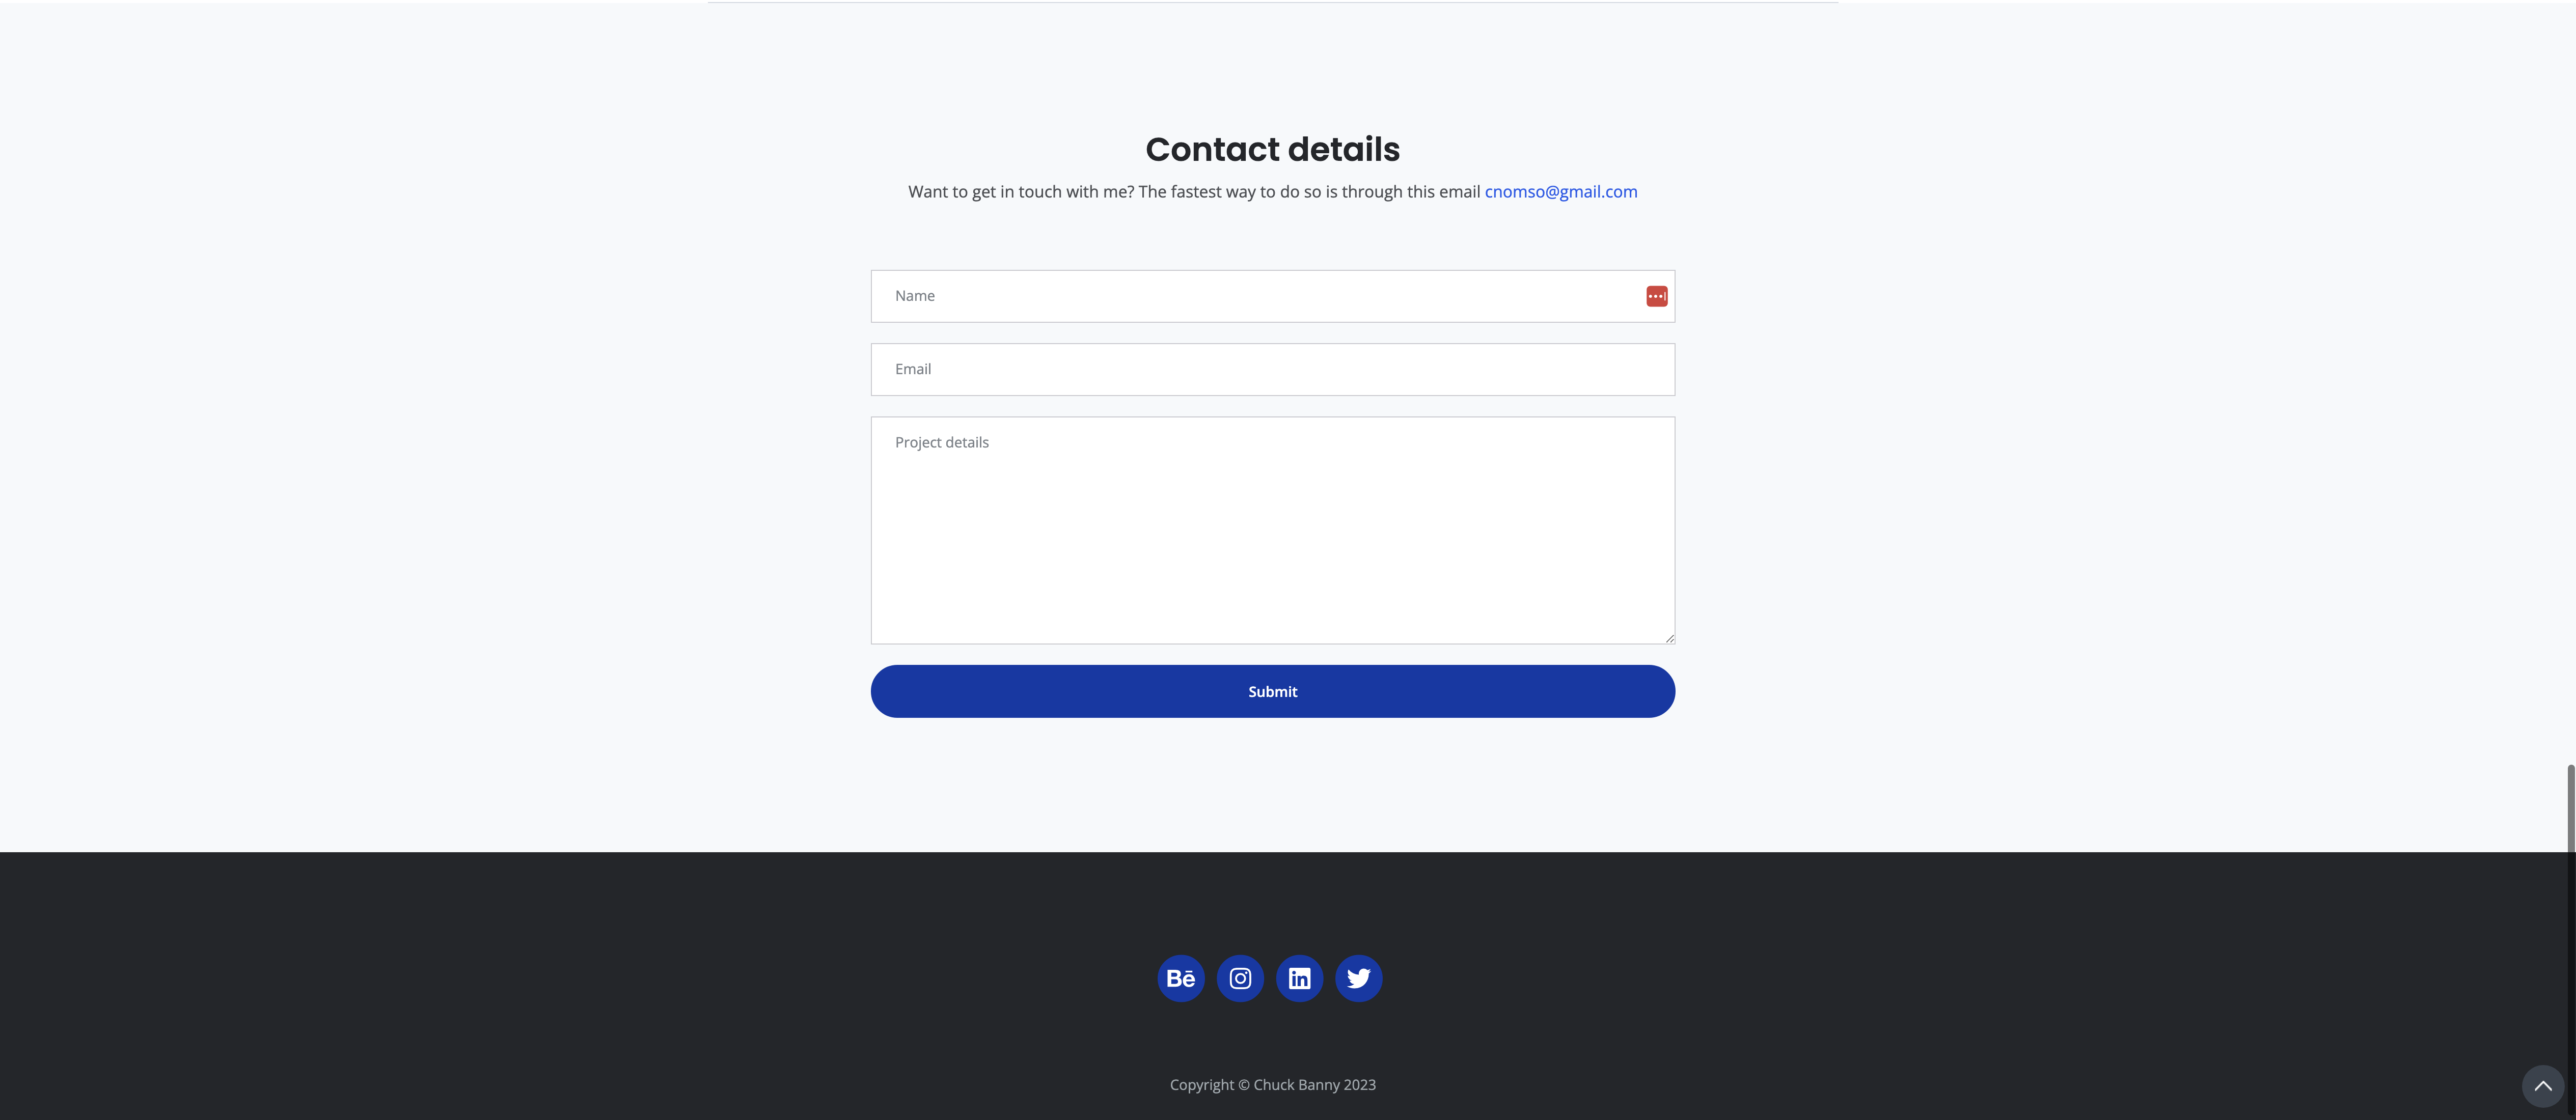 Contact details
Want to get in touch with me? The fastest way to do so is through this email cnomso@gmail.com
Name
Email
Project details
Submit
Bē
in
Copyright © Chuck Banny 2023